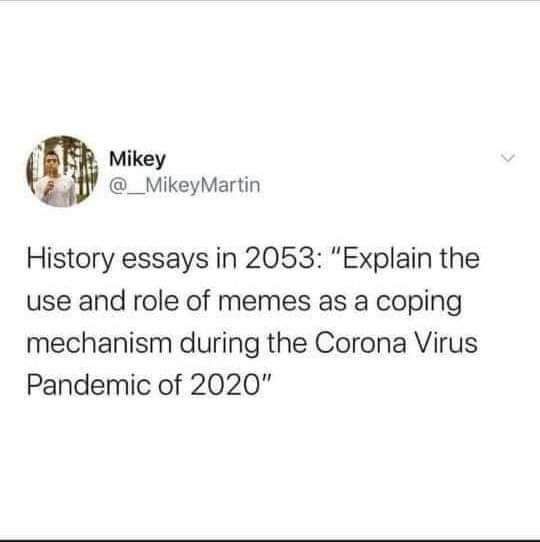 Mikey
@__MikeyMartin
History essays in 2053: "Explain the
use and role of memes as a coping
mechanism during the Corona Virus
Pandemic of 2020"